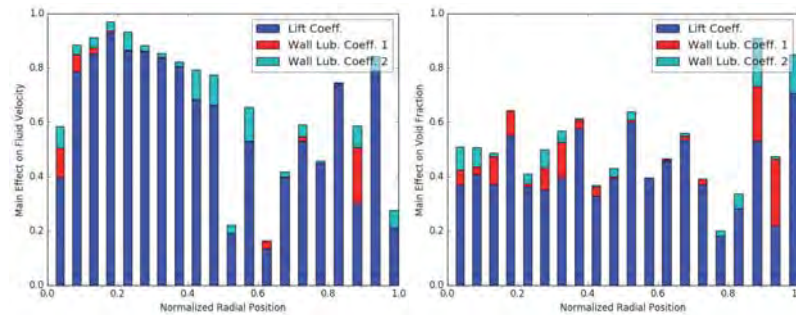 1.0
0.8
0.6
0.4
0.2
0.0
Main Effect on Fluid Velocity
Lift Coeff.
Wall Lub. Coeff. 1
Wall Lub. Coeff. 2
0.0 0.2 0.4 0.6 0.8 1.0
Normalized Radial Position
1.0
0.8
0.6
0.4
0.2
0.0
Main Effect on Void Fraction
Lift Coeff.
Wall Lub. Coeff. 1
Wall Lub. Coeff. 2
0.0 0.2 0.4 0.6 0.8 1.0
Normalized Radial Position